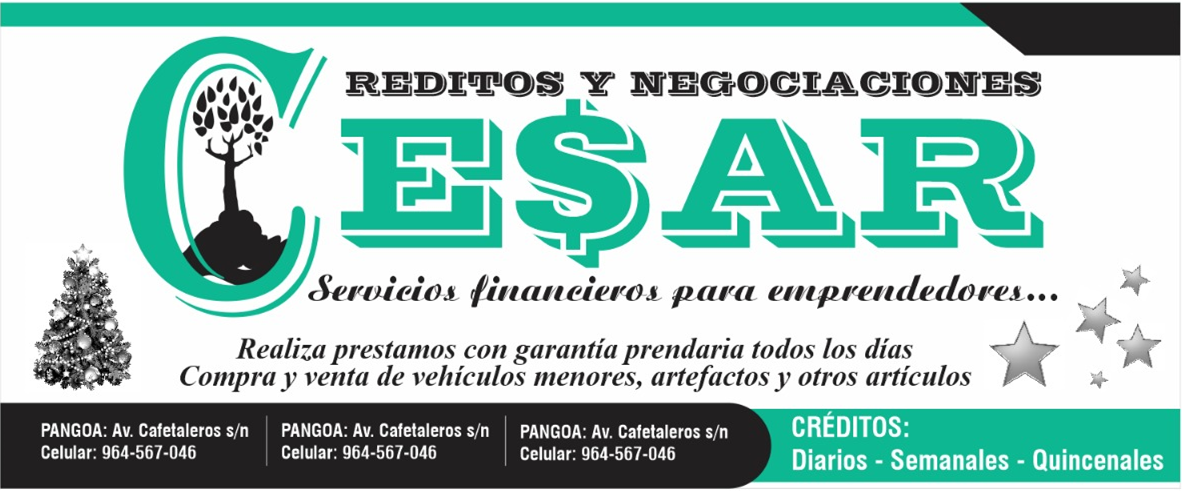 CREDITOS Y NEGOCIACIONES
CE$AR
Servicios financieros para emprendedores...
Realiza prestamos con garantía prendaria todos los días
Compra y venta de vehículos menores, artefactos y otros artículos
PANGOA: Av. Cafetaleros s/n
Celular: 964-567-046
PANGOA: Av. Cafetaleros s/n
Celular: 964-567-046
PANGOA: Av. Cafetaleros s/n
Celular: 964-567-046
CRÉDITOS:
Diarios - Semanales - Quincenales